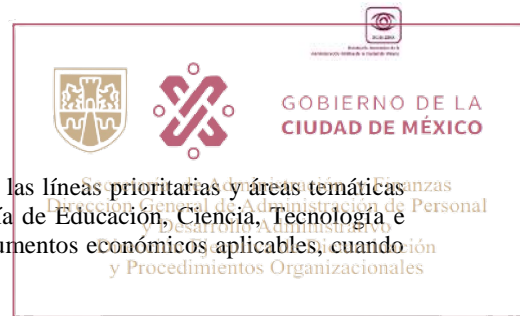 GOBIERNO DE LA
CIUDAD DE MÉXICO
las líneas prioritarias y áreas temáticas
Secretaría de Administración y Finanzas
Dirección General de Administración de Personal
ía de Educación, Ciencia, Tecnología e
y Desarrollo Administrativo
umentos económicos aplicables, cuando
y Procedimientos Organizacionales